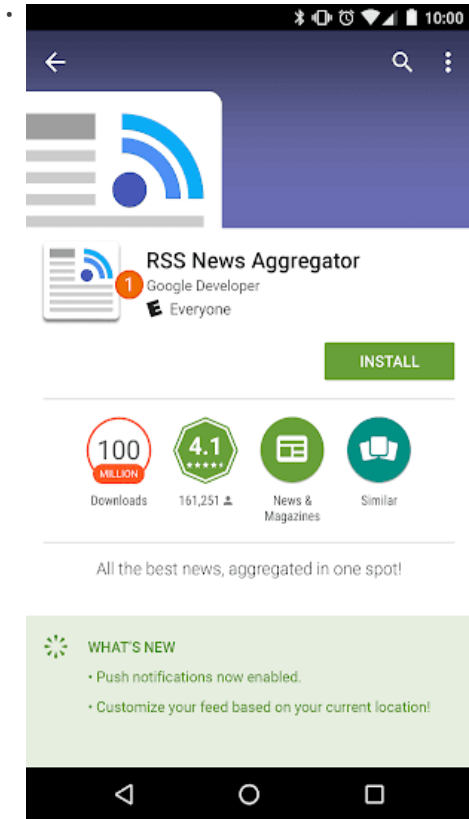 10:00
RSS News Aggregator
1
Google Developer
E Everyone
INSTALL
100
MILLION
4.1
Downloads
161,251
News &
Magazines
Similar
All the best news, aggregated in one spot!
WHAT'S NEW
• Push notifications now enabled.
• Customize your feed based on your current location!